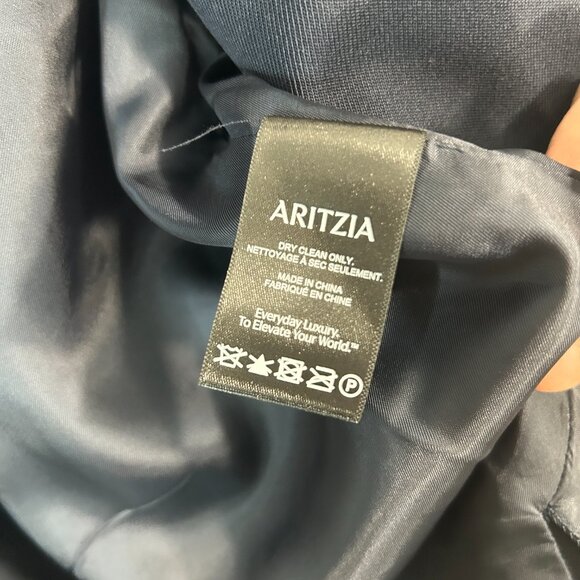 ARITZIA
DRY CLEAN ONLY.
NETTOYAGE À SEC SEULEMENT.
MADE IN CHINA
FABRIQUÉ EN CHINE
Everyday Luxury.
To Elevate Your World.™
P